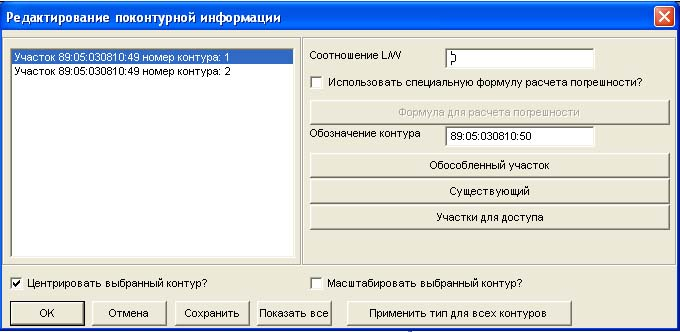 Редактирование поконтурной информации
Участок 89:05:030810:49 номер контура: 1
Участок 89:05:030810:49 номер контура: 2
Соотношение L/W
Использовать специальную формулу расчета погрешности?
Формула для расчета погрешности
Обозначение контура 89:05:030810:50
Обособленный участок
Существующий
Участки для доступа
Центрировать выбранный контур?
Масштабировать выбранный контур?
OK Отмена Сохранить Показать все Применить тип для всех контуров